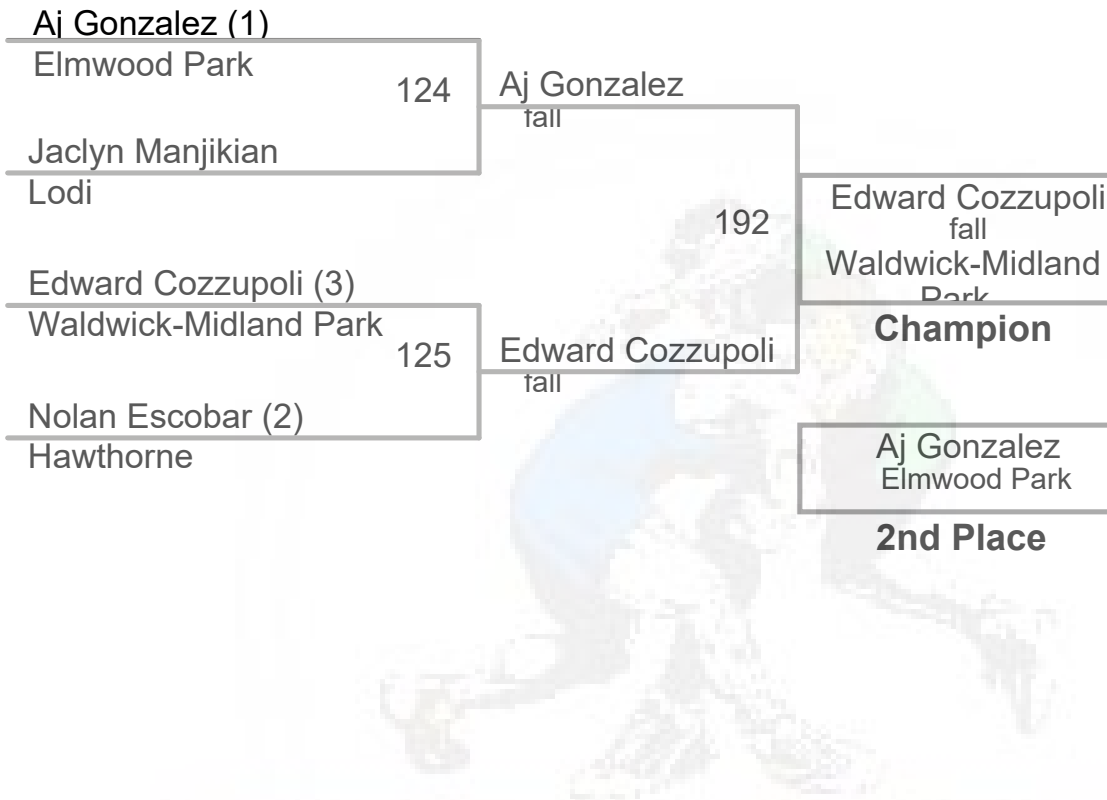 Aj Gonzalez (1)
Elmwood Park
124
Jaclyn Manjikian
Lodi
Aj Gonzalez
fall
Edward Cozzupoli (3)
Waldwick-Midland Park
125
Nolan Escobar (2)
Hawthorne
Edward Cozzupoli
fall
192
Edward Cozzupoli
fall
Waldwick-Midland
Park
Champion
Aj Gonzalez
Elmwood Park
2nd Place